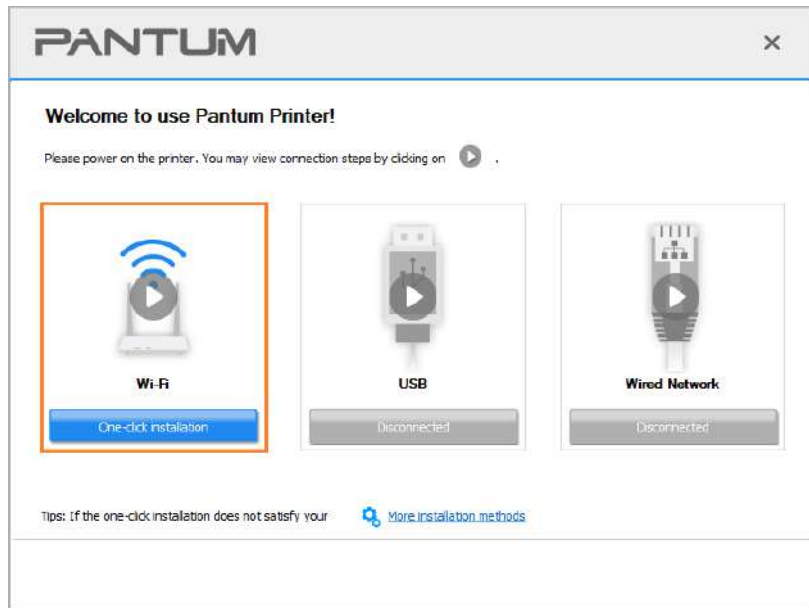 PANTUM
Welcome to use Pantum Printer!
Please power on the printer. You may view connection steps by clicking on .
Wi-Fi
USB
Wired Network
One-click installation
Disconnected
Disconnected
Tips: If the one-click installation does not satisfy your More installation methods